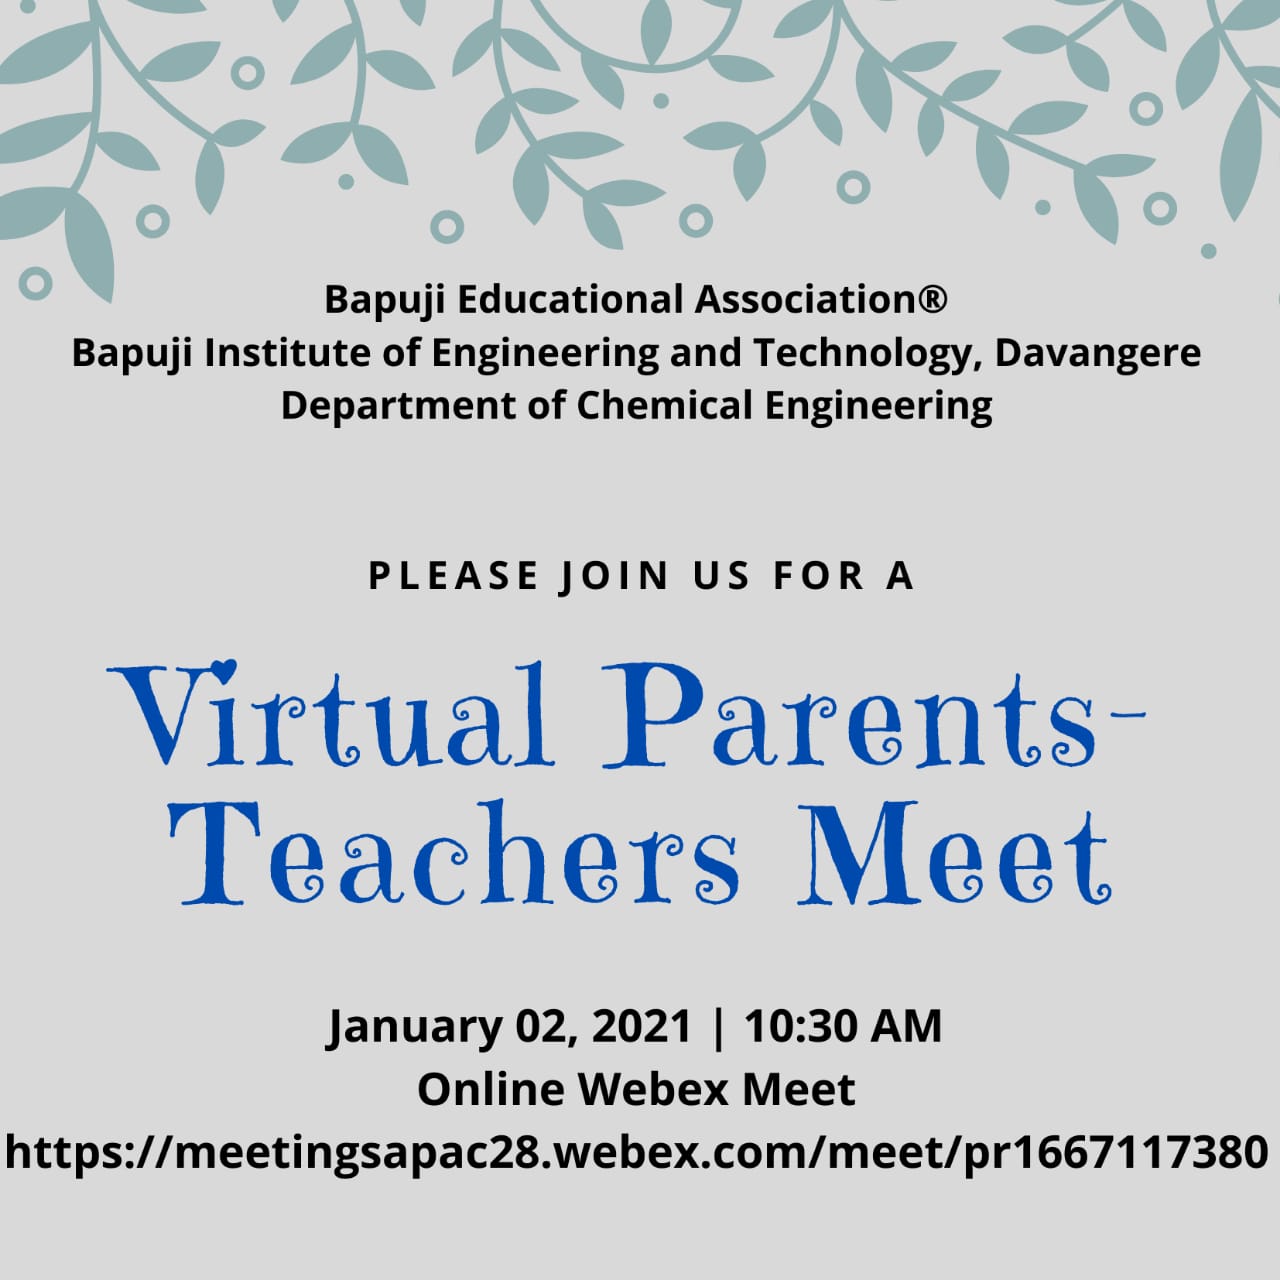 Bapuji Educational Association®
Bapuji Institute of Engineering and Technology, Davangere
Department of Chemical Engineering
PLEASE JOIN US FOR A
Virtual Parents-
Teachers Meet
January 02, 2021 | 10:30 AM
Online Webex Meet
https://meetingsapac28.webex.com/meet/pr1667117380